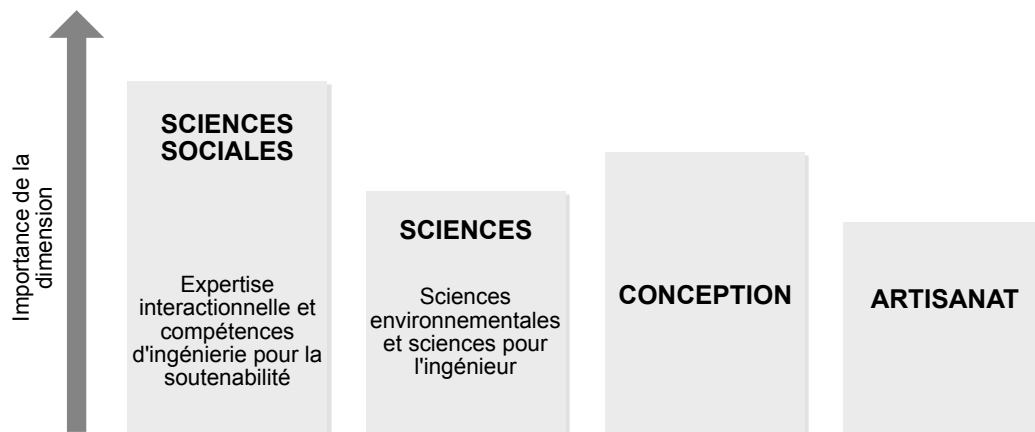 Importance de la
dimension
SCIENCES
SOCIALES
Expertise
interactionnelle et
compétences
d'ingénierie pour la
soutenabilité
SCIENCES
Sciences
environnementales
et sciences pour
l'ingénieur
CONCEPTION
ARTISANAT